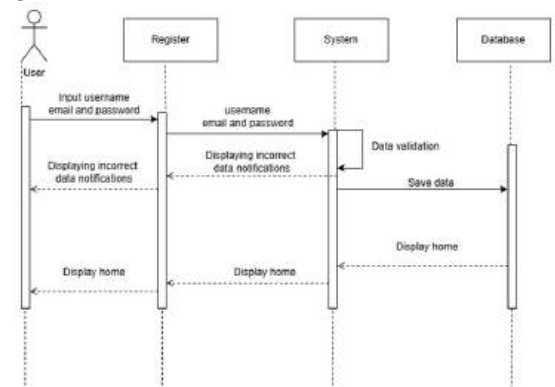 Register
System
Database
User
Input username
email and password
username
email and password
Data validation
Displaying incorrect
data notifications
Displaying incorrect
data notifications
Save data
Display home
Display home
Display home